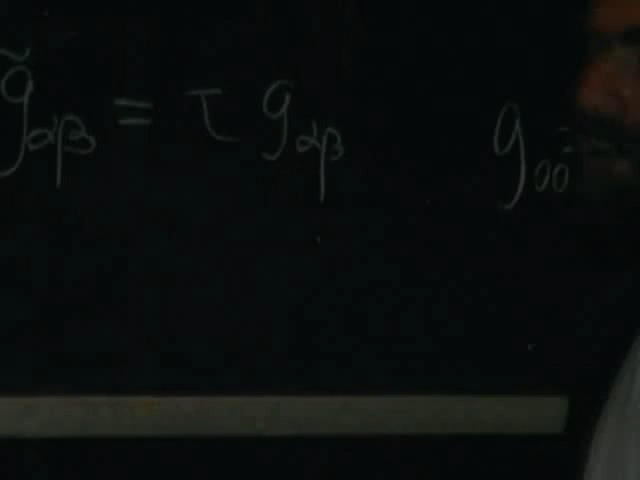 g̃αβ = τ gαβ
g00=